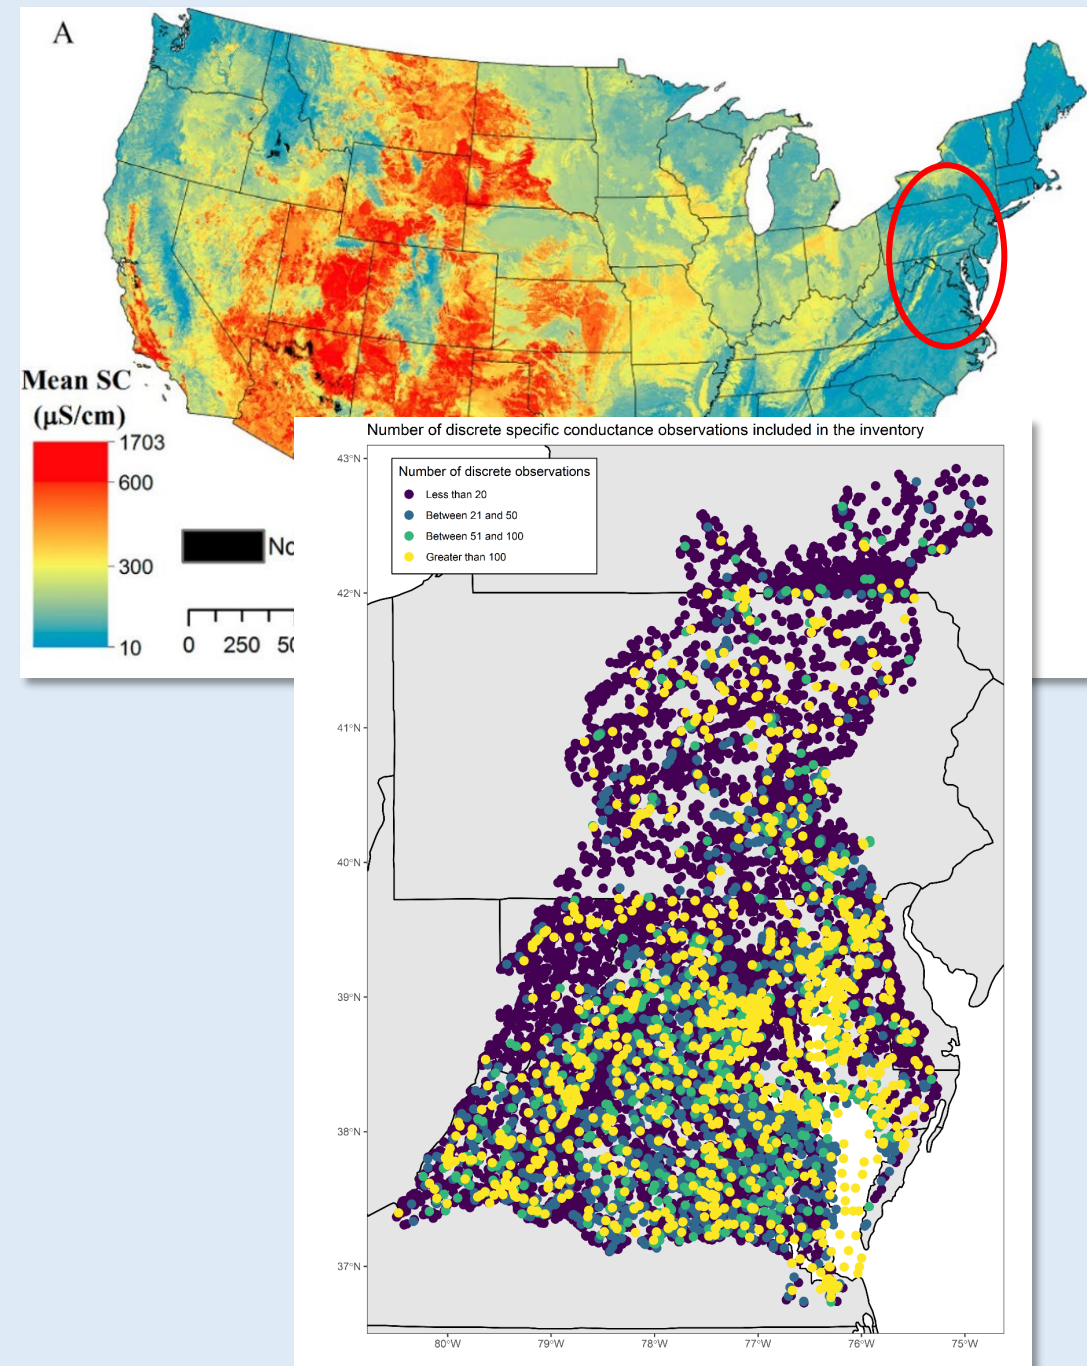 A
Mean SC
(µS/cm)
1703
600
300
10
0 250
Number of discrete specific conductance observations included in the inventory
Number of discrete observations
Less than 20
Between 21 and 50
Between 51 and 100
Greater than 100
43°N
42°N
41°N
40°N
39°N
38°N
37°N
80°W 79°W 78°W 77°W 76°W 75°W